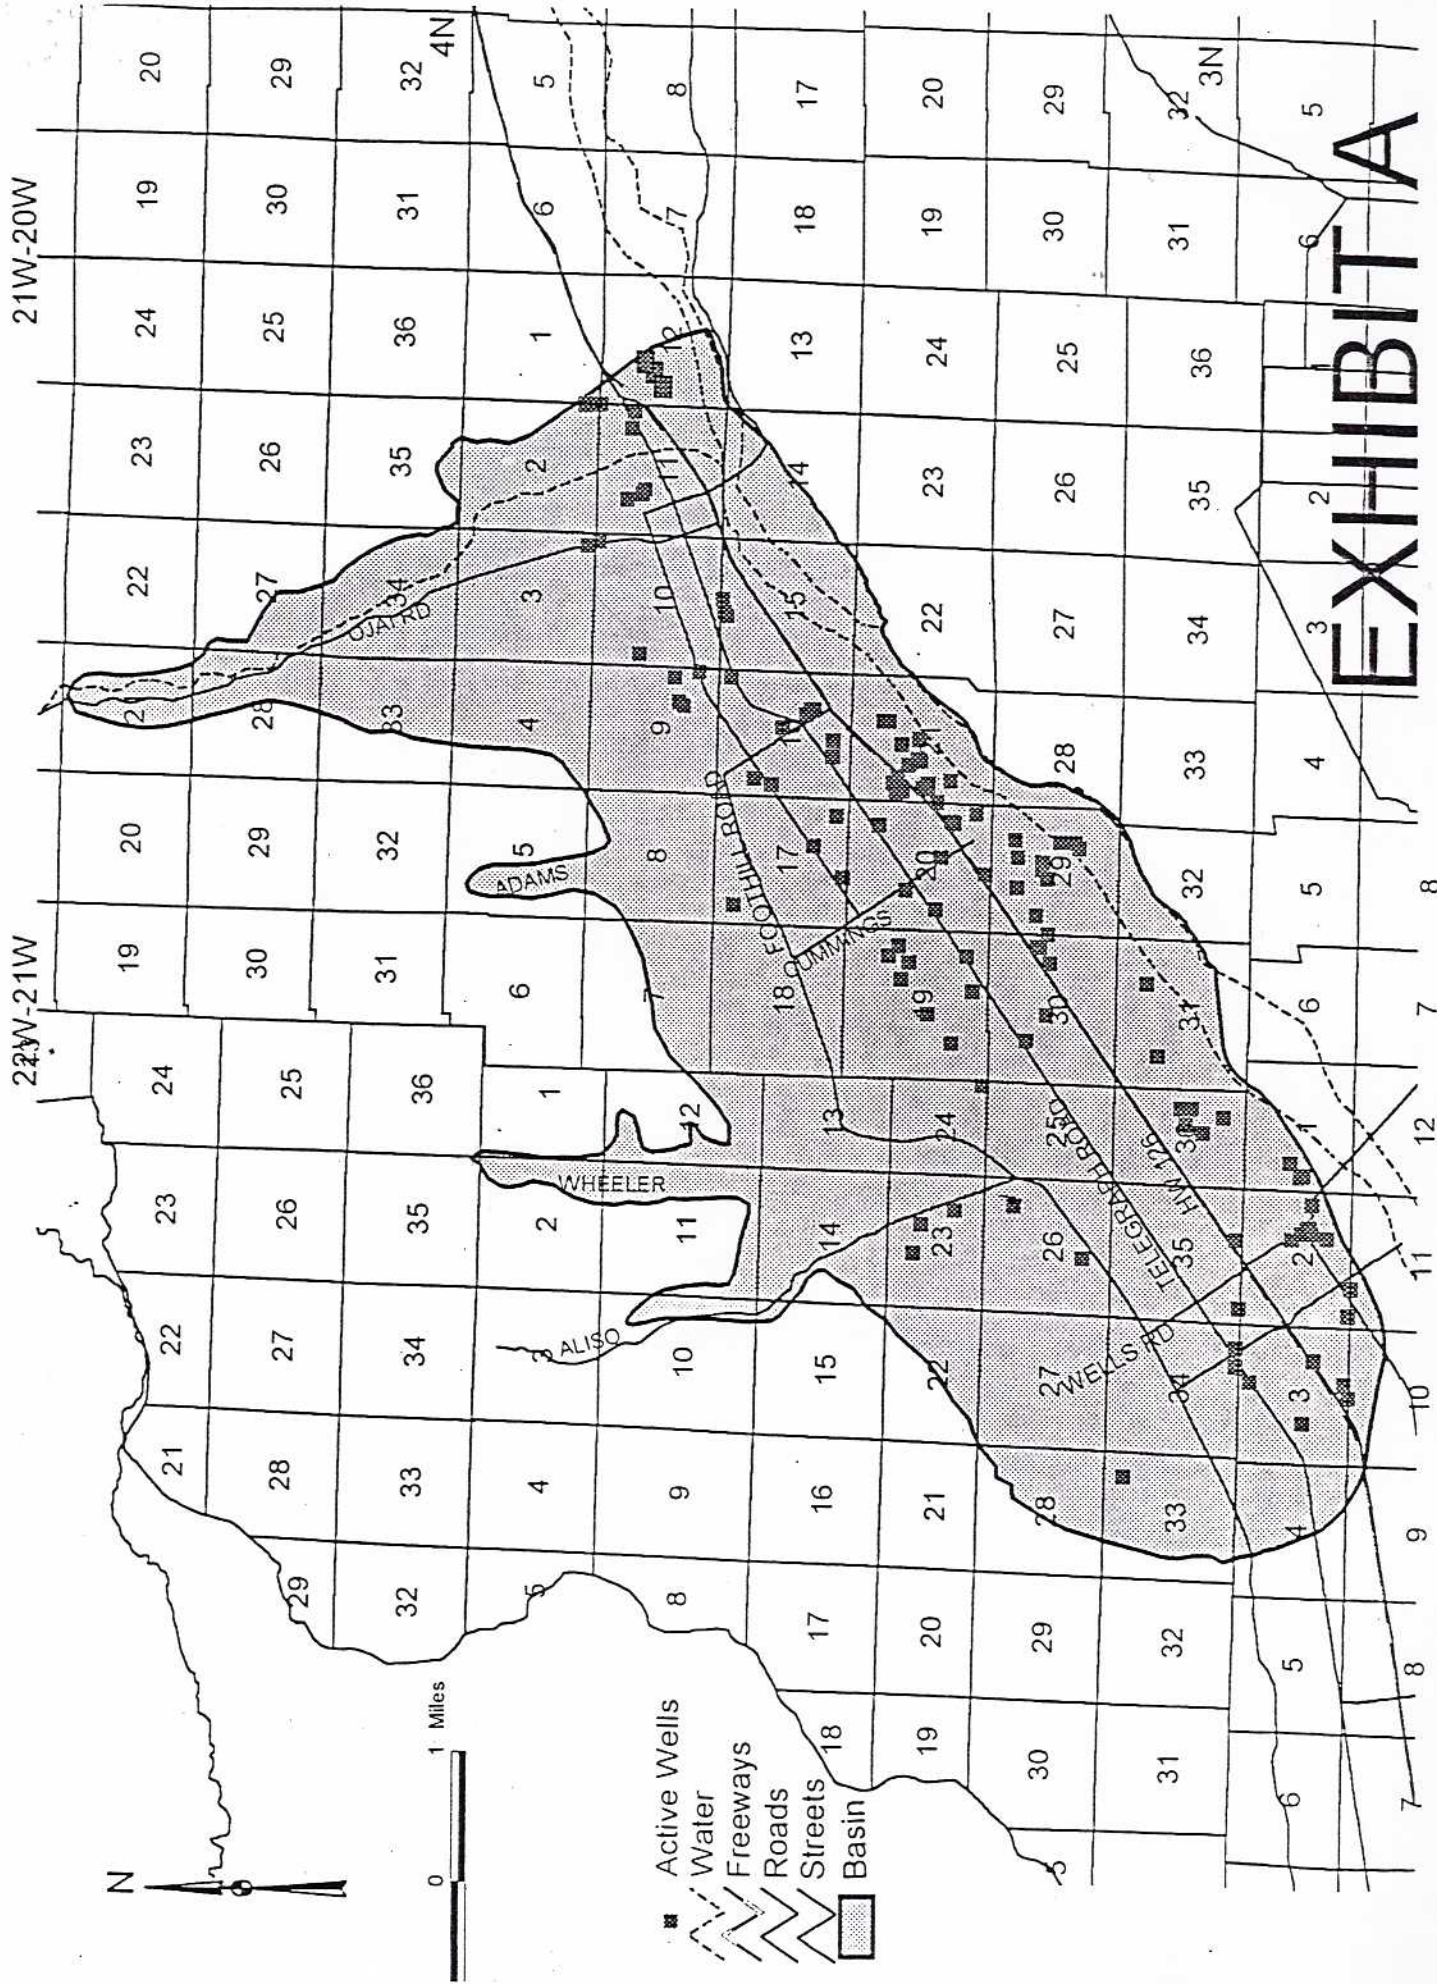 22W-21W 21W-20W
N
21 22 23 24 19 20 2 22 23 24 19 20
29 28 27 26 25 30 29 28 27 26 25 30 29
32 33 34 35 36 31 32 33 34 35 36 31 32
OJAI RD
4N
0 1 Miles
5 4 3 2 1 6 5 4 3 2 1 6 5
ALISO WHEELER ADAMS
8 9 10 11 12 7 8 9 10 11 12 7 8
Active Wells
Water
Freeways
Roads
Streets
Basin
FOOTHILL ROAD
18 17 16 15 14 13 18 17 1 15 14 13 18 17
CUMMINGS
19 20 21 22 23 24 19 20 1 22 23 24 19 20
30 29 28 27 26 25 30 29 28 27 26 25 30 29
TELEGRAPH ROAD
WELLS RD
HW 126
31 32 33 34 35 36 31 32 33 34 35 36 31 32
3N
6 5 4 3 2 1 6 5 4 3 2 1 6 5
7 8 9 10 11 12 7 8
EXHIBIT A